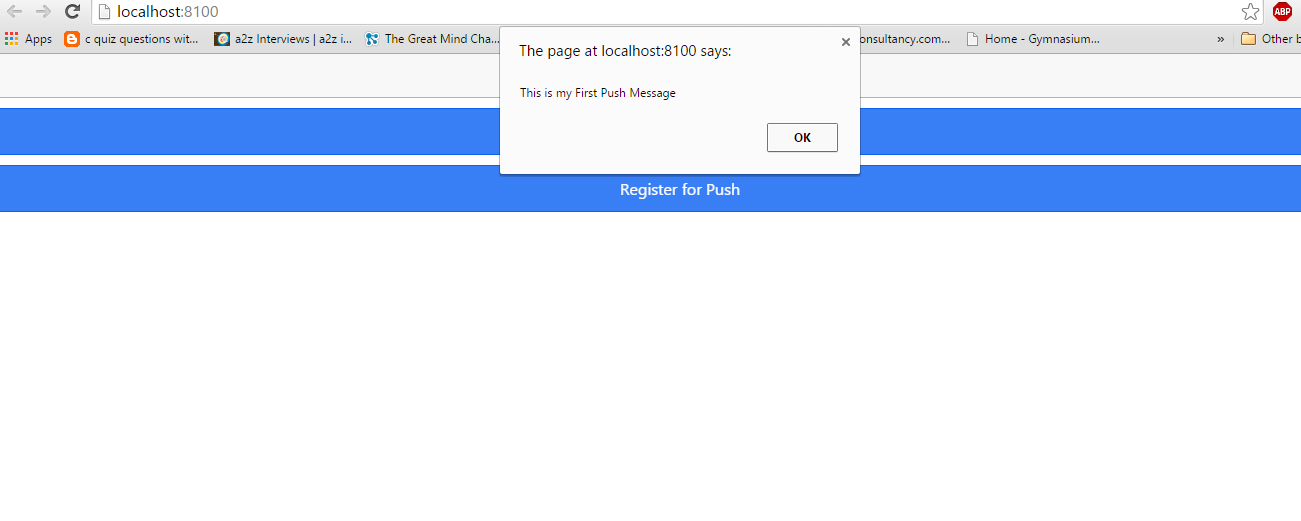 localhost:8100
ABP
Apps
c quiz questions wit...
a2z Interviews | a2z i...
The Great Mind Cha...
onsultancy.com...
Home - Gymnasium...
»
Other b
The page at localhost:8100 says:
This is my First Push Message
OK
Register for Push